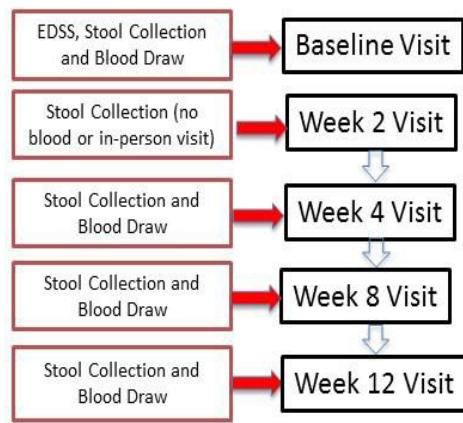 EDSS, Stool Collection
and Blood Draw
Baseline Visit
Stool Collection (no
blood or in-person visit)
Week 2 Visit
Stool Collection and
Blood Draw
Week 4 Visit
Stool Collection and
Blood Draw
Week 8 Visit
Stool Collection and
Blood Draw
Week 12 Visit